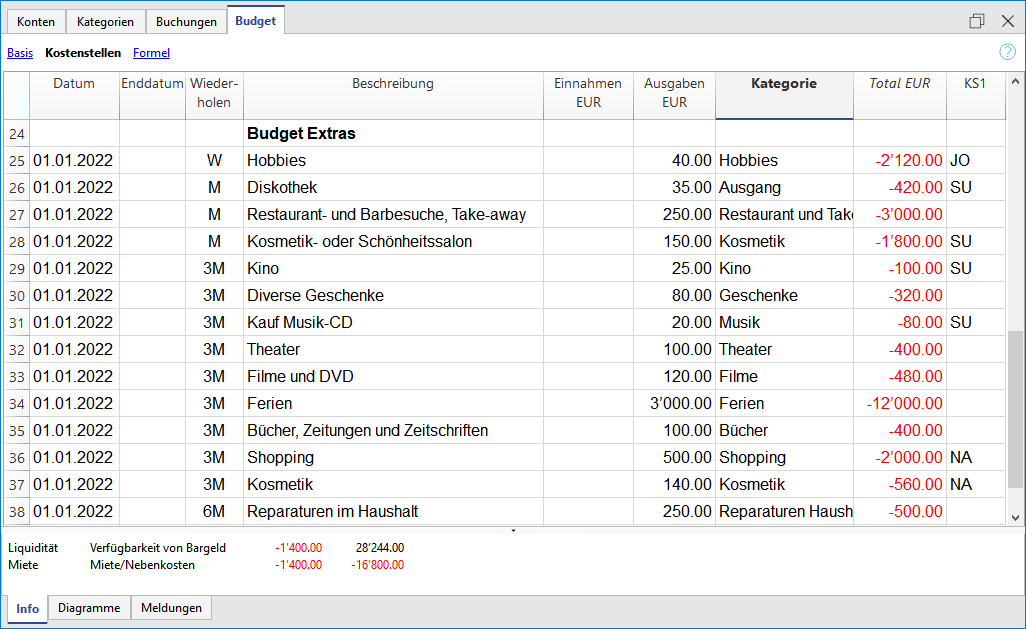 Konten Kategorien Buchungen Budget
Basis Kostenstellen Formel
Datum Enddatum Wieder-holen Beschreibung Einnahmen EUR Ausgaben EUR Kategorie Total EUR KS1
24 Budget Extras
25 01.01.2022 W Hobbies 40.00 Hobbies -2’120.00 JO
26 01.01.2022 M Diskothek 35.00 Ausgang -420.00 SU
27 01.01.2022 M Restaurant- und Barbesuche, Take-away 250.00 Restaurant und Take -3’000.00
28 01.01.2022 M Kosmetik- oder Schönheitssalon 150.00 Kosmetik -1’800.00 SU
29 01.01.2022 3M Kino 25.00 Kino -100.00 SU
30 01.01.2022 3M Diverse Geschenke 80.00 Geschenke -320.00
31 01.01.2022 3M Kauf Musik-CD 20.00 Musik -80.00 SU
32 01.01.2022 3M Theater 100.00 Theater -400.00
33 01.01.2022 3M Filme und DVD 120.00 Filme -480.00
34 01.01.2022 3M Ferien 3’000.00 Ferien -12’000.00
35 01.01.2022 3M Bücher, Zeitungen und Zeitschriften 100.00 Bücher -400.00
36 01.01.2022 3M Shopping 500.00 Shopping -2’000.00 NA
37 01.01.2022 3M Kosmetik 140.00 Kosmetik -560.00 NA
38 01.01.2022 6M Reparaturen im Haushalt 250.00 Reparaturen Haush -500.00
Liquidität Verfügbarkeit von Bargeld -1’400.00 28’244.00
Miete Miete/Nebenkosten -1’400.00 -16’800.00
Info Diagramme Meldungen